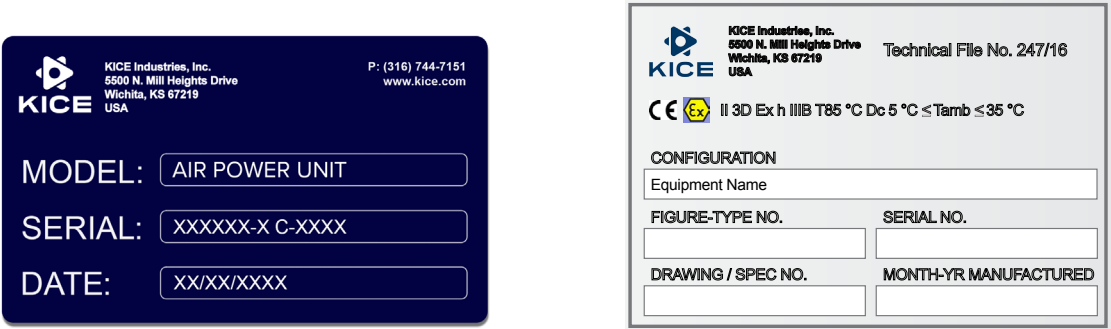 KICE
KICE Industries, Inc.
5500 N. Mill Heights Drive
Wichita, KS 67219
USA
P: (316) 744-7151
www.kice.com
MODEL: AIR POWER UNIT
SERIAL: XXXXXX-X C-XXXX
DATE: XX/XX/XXXX
KICE
KICE Industries, Inc.
5500 N. Mill Heights Drive
Wichita, KS 67219
USA
Technical File No. 247/16
CE Ex II 3D Ex h IIIB T85 °C Dc 5 °C ≤ Tamb ≤ 35 °C
CONFIGURATION
Equipment Name
FIGURE-TYPE NO. SERIAL NO.
DRAWING / SPEC NO. MONTH-YR MANUFACTURED